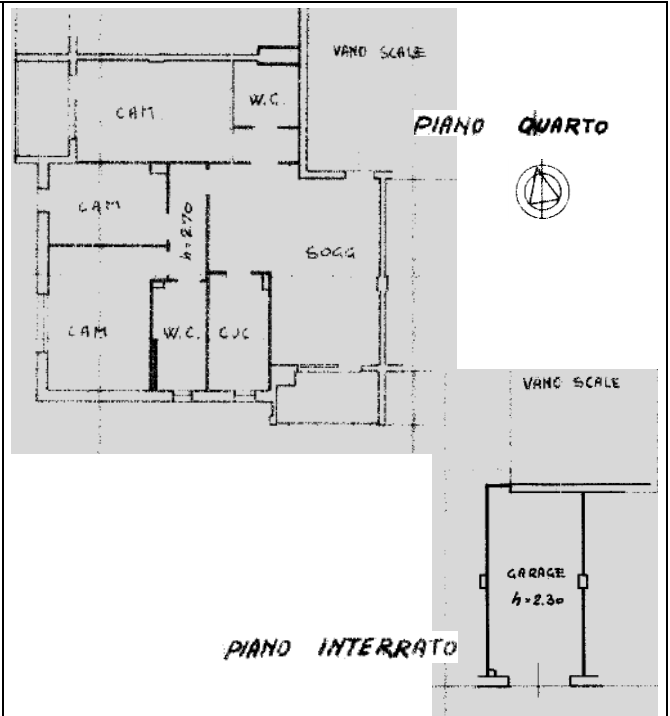 VANO SCALE
CAM
W.C.
PIANO QUARTO
CAM
h=2.70
SOGG
CAM
W.C.
CUC
VANO SCALE
GARAGE
h=2.30
PIANO INTERRATO